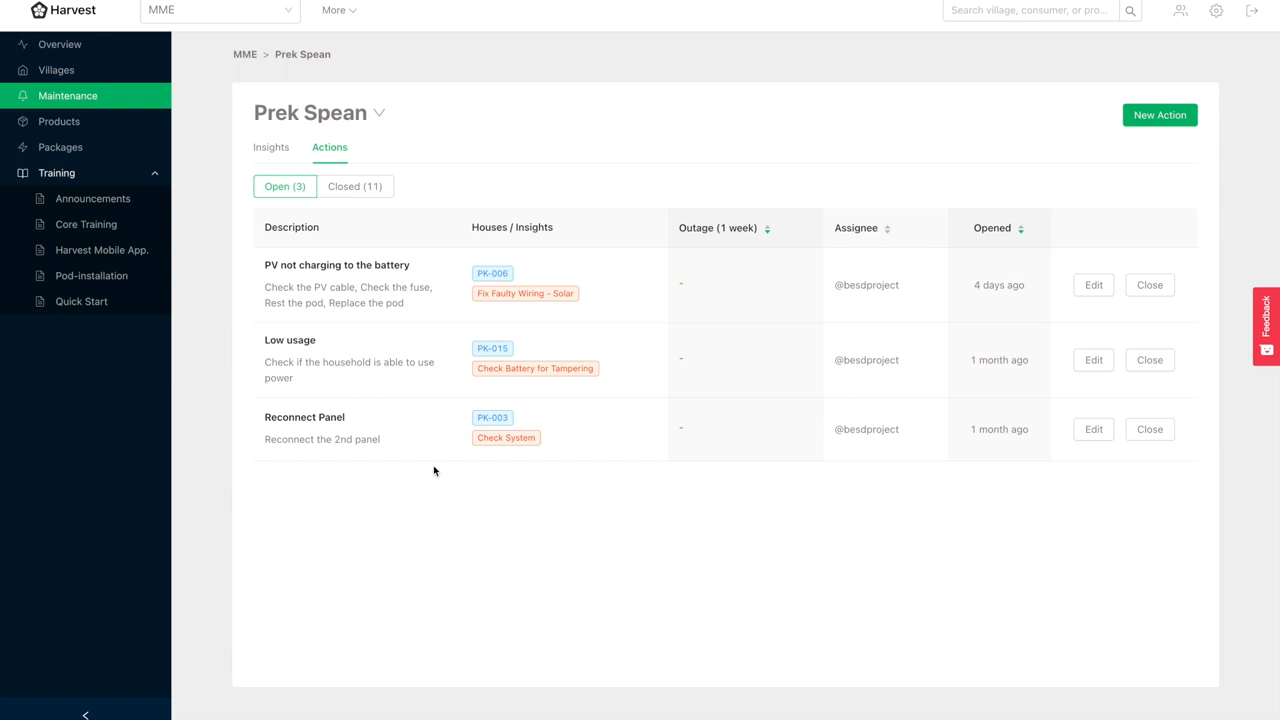 Harvest
MME
More
Search village, consumer, or pro...
Overview
Villages
Maintenance
Products
Packages
Training
Announcements
Core Training
Harvest Mobile App.
Pod-installation
Quick Start
MME > Prek Spean
Prek Spean
New Action
Insights
Actions
Open (3)
Closed (11)
Description
Houses / Insights
Outage (1 week)
Assignee
Opened
PV not charging to the battery
Check the PV cable, Check the fuse,
Rest the pod, Replace the pod
PK-006
Fix Faulty Wiring - Solar
-
@besdproject
4 days ago
Edit
Close
Low usage
Check if the household is able to use
power
PK-015
Check Battery for Tampering
-
@besdproject
1 month ago
Edit
Close
Reconnect Panel
Reconnect the 2nd panel
PK-003
Check System
-
@besdproject
1 month ago
Edit
Close
Feedback